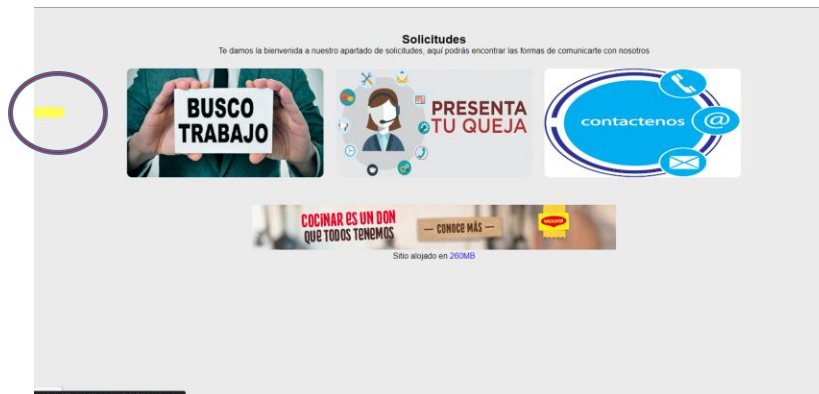 Solicitudes
Te damos la bienvenida a nuestro apartado de solicitudes, aquí podrás encontrar las formas de comunicarte con nosotros
BUSCO
TRABAJO
PRESENTA
TU QUEJA
contactenos
@
COCINAR ES UN DON
QUE TODOS TENEMOS
— CONOCE MÁS —
MAGGI
Sitio alojado en 260MB